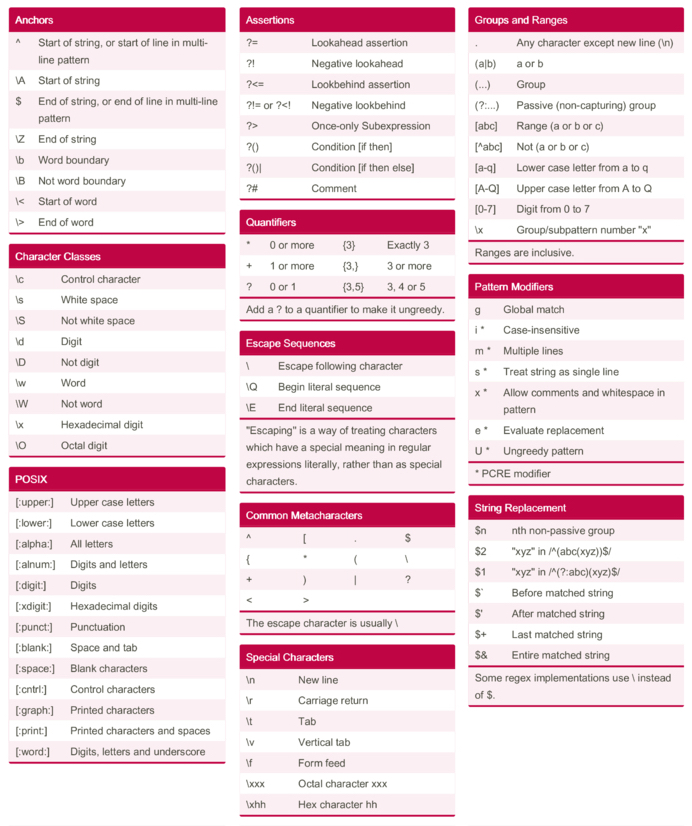 Anchors
^ Start of string, or start of line in multi-
line pattern
\A Start of string
$ End of string, or end of line in multi-line
pattern
\Z End of string
\b Word boundary
\B Not word boundary
\< Start of word
\> End of word
Character Classes
\c Control character
\s White space
\S Not white space
\d Digit
\D Not digit
\w Word
\W Not word
\x Hexadecimal digit
\O Octal digit
POSIX
[:upper:] Upper case letters
[:lower:] Lower case letters
[:alpha:] All letters
[:alnum:] Digits and letters
[:digit:] Digits
[:xdigit:] Hexadecimal digits
[:punct:] Punctuation
[:blank:] Space and tab
[:space:] Blank characters
[:cntrl:] Control characters
[:graph:] Printed characters
[:print:] Printed characters and spaces
[:word:] Digits, letters and underscore
Assertions
?= Lookahead assertion
?! Negative lookahead
?<= Lookbehind assertion
?!= or ?<! Negative lookbehind
?> Once-only Subexpression
?() Condition [if then]
?()| Condition [if then else]
?# Comment
Quantifiers
* 0 or more {3} Exactly 3
+ 1 or more {3,} 3 or more
? 0 or 1 {3,5} 3, 4 or 5
Add a ? to a quantifier to make it ungreedy.
Escape Sequences
\ Escape following character
\Q Begin literal sequence
\E End literal sequence
"Escaping" is a way of treating characters
which have a special meaning in regular
expressions literally, rather than as special
characters.
Common Metacharacters
^ [ . $
{ * ( \
+ ) | ?
< >
The escape character is usually \
Special Characters
\n New line
\r Carriage return
\t Tab
\v Vertical tab
\f Form feed
\xxx Octal character xxx
\xhh Hex character hh
Groups and Ranges
. Any character except new line (\n)
(a|b) a or b
(...) Group
(?:...) Passive (non-capturing) group
[abc] Range (a or b or c)
[^abc] Not (a or b or c)
[a-q] Lower case letter from a to q
[A-Q] Upper case letter from A to Q
[0-7] Digit from 0 to 7
\x Group/subpattern number "x"
Ranges are inclusive.
Pattern Modifiers
g Global match
i * Case-insensitive
m * Multiple lines
s * Treat string as single line
x * Allow comments and whitespace in
pattern
e * Evaluate replacement
U * Ungreedy pattern
* PCRE modifier
String Replacement
$n nth non-passive group
$2 "xyz" in /^(abc(xyz))$/
$1 "xyz" in /^(?:abc)(xyz)$/
$` Before matched string
$' After matched string
$+ Last matched string
$& Entire matched string
Some regex implementations use \ instead
of $.